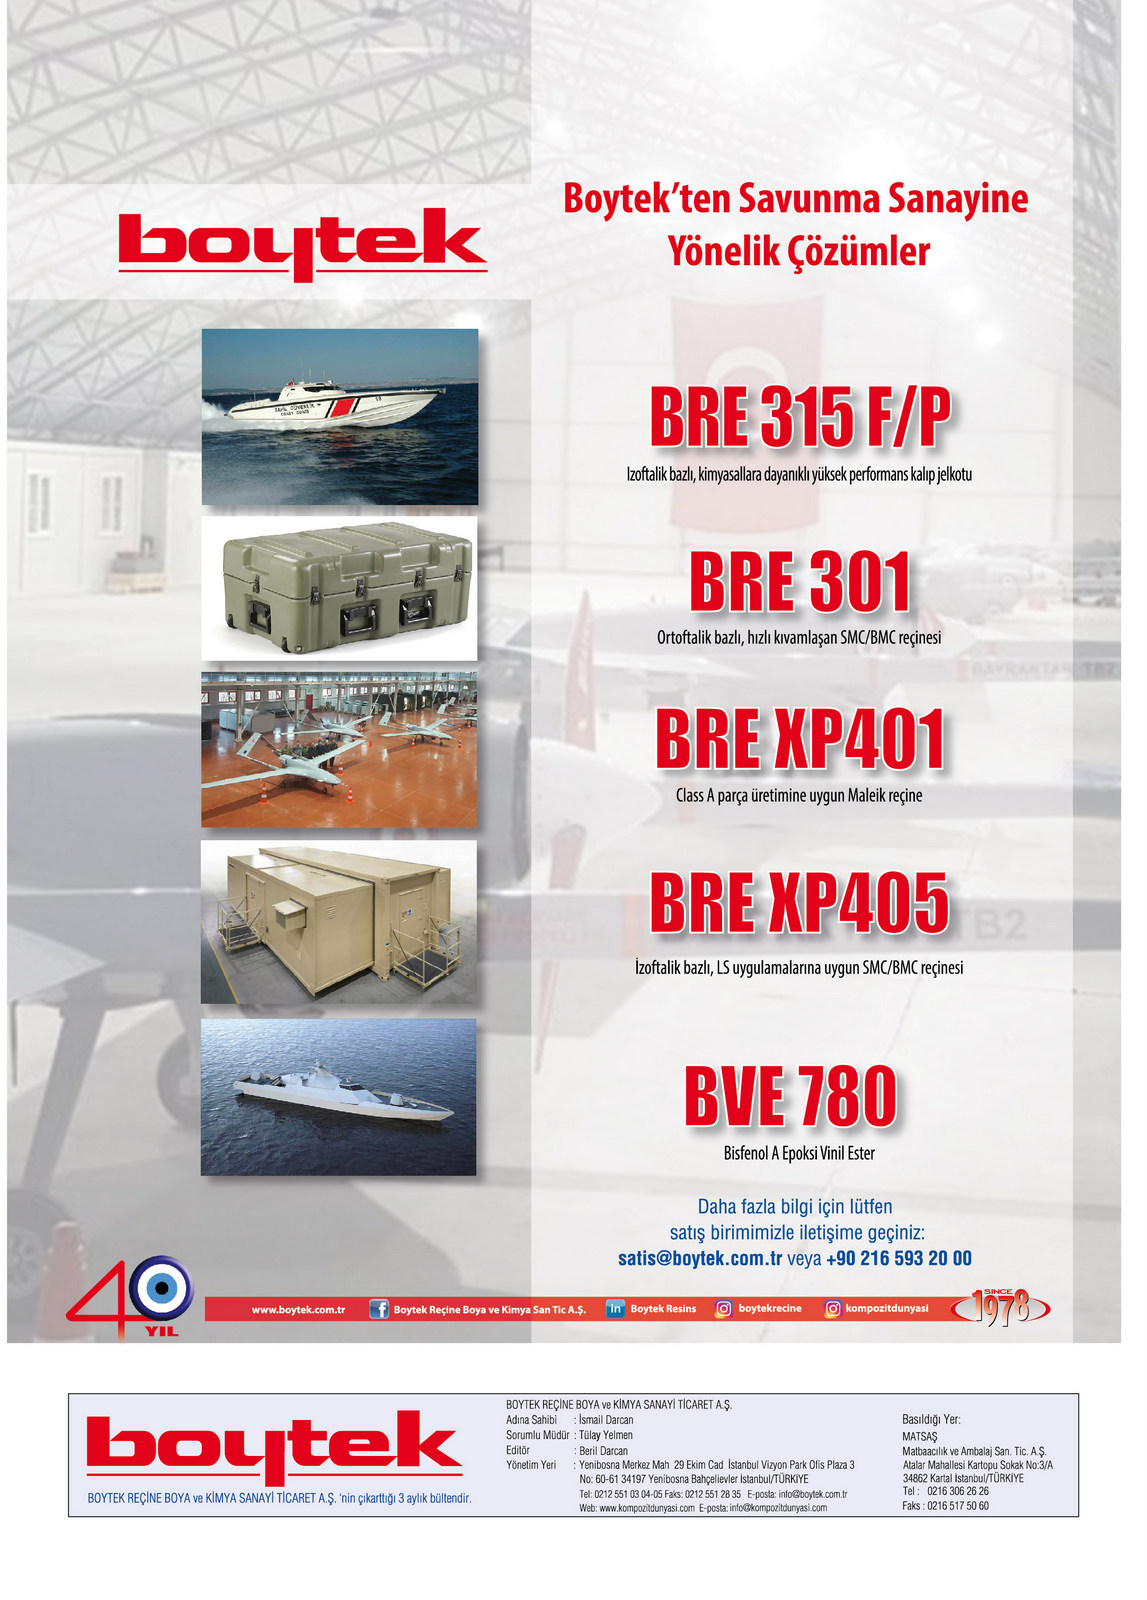 boytek
Boytek'ten Savunma Sanayine
Yönelik Çözümler
SAHİL GÜVENLİK
COAST GUARD
BRE 315 F/P
Izoftalik bazlı, kimyasallara dayanıklı yüksek performans kalıp jelkotu
BRE 301
Ortoftalik bazlı, hızlı kıvamlaşan SMC/BMC reçinesi
BAYRAKTAR TB2
BRE XP401
Class A parça üretimine uygun Maleik reçine
BRE XP405
TB2
İzoftalik bazlı, LS uygulamalarına uygun SMC/BMC reçinesi
BVE 780
Bisfenol A Epoksi Vinil Ester
Daha fazla bilgi için lütfen
satış birimimizle iletişime geçiniz:
satis@boytek.com.tr veya +90 216 593 20 00
40 YIL
www.boytek.com.tr Boytek Reçine Boya ve Kimya San Tic A.Ş. in Boytek Resins boytekrecine kompozitdunyasi
SINCE
1978
boytek
BOYTEK REÇİNE BOYA ve KİMYA SANAYİ TİCARET A.Ş. 'nin çıkarttığı 3 aylık bültendir.
BOYTEK REÇİNE BOYA ve KİMYA SANAYİ TİCARET A.Ş.
Adına Sahibi : İsmail Darcan
Sorumlu Müdür : Tülay Yelmen
Editör : Beril Darcan
Yönetim Yeri : Yenibosna Merkez Mah 29 Ekim Cad İstanbul Vizyon Park Ofis Plaza 3
No: 60-61 34197 Yenibosna Bahçelievler İstanbul/TÜRKİYE
Tel: 0212 551 03 04-05 Faks: 0212 551 28 35 E-posta: info@boytek.com.tr
Web: www.kompozitdunyasi.com E-posta: info@kompozitdunyasi.com
Basıldığı Yer:
MATSAŞ
Matbaacılık ve Ambalaj San. Tic. A.Ş.
Atalar Mahallesi Kartopu Sokak No:3/A
34862 Kartal İstanbul/TÜRKİYE
Tel : 0216 306 26 26
Faks : 0216 517 50 60